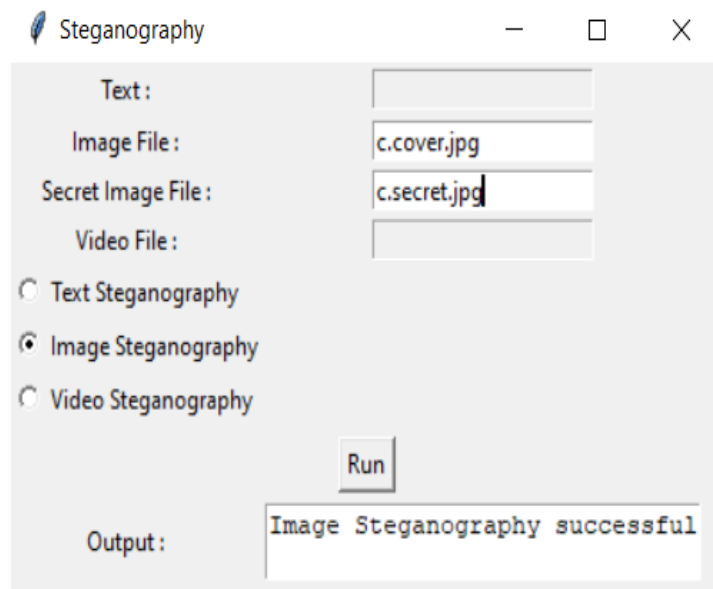 Steganography
Text :
Image File : c.cover.jpg
Secret Image File : c.secret.jpg
Video File :
Text Steganography
Image Steganography
Video Steganography
Run
Output : Image Steganography successful